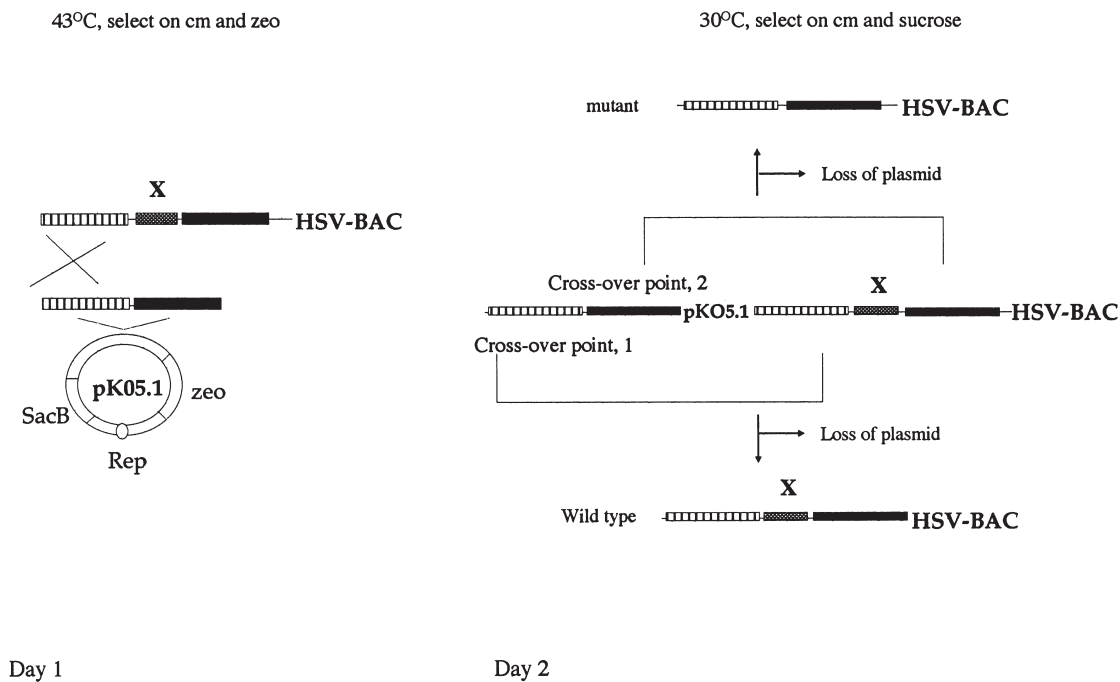 43°C, select on cm and zeo
X
HSV-BAC
pK05.1
SacB
zeo
Rep
Day 1
30°C, select on cm and sucrose
mutant
HSV-BAC
Loss of plasmid
Cross-over point, 2
X
pKO5.1
HSV-BAC
Cross-over point, 1
Loss of plasmid
X
Wild type
HSV-BAC
Day 2